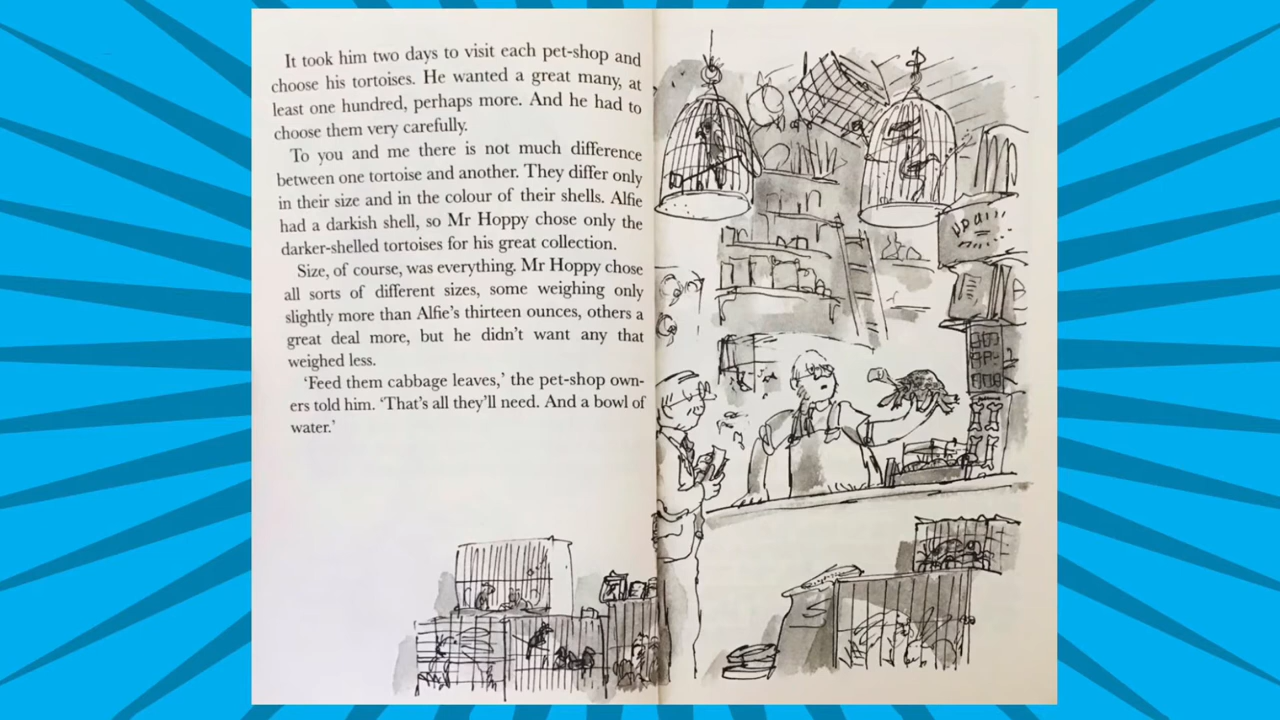 It took him two days to visit each pet-shop and
choose his tortoises. He wanted a great many, at
least one hundred, perhaps more. And he had to
choose them very carefully.
To you and me there is not much difference
between one tortoise and another. They differ only
in their size and in the colour of their shells. Alfie
had a darkish shell, so Mr Hoppy chose only the
darker-shelled tortoises for his great collection.
Size, of course, was everything. Mr Hoppy chose
all sorts of different sizes, some weighing only
slightly more than Alfie's thirteen ounces, others a
great deal more, but he didn't want any that
weighed less.
‘Feed them cabbage leaves,’ the pet-shop own-
ers told him. ‘That's all they'll need. And a bowl of
water.’